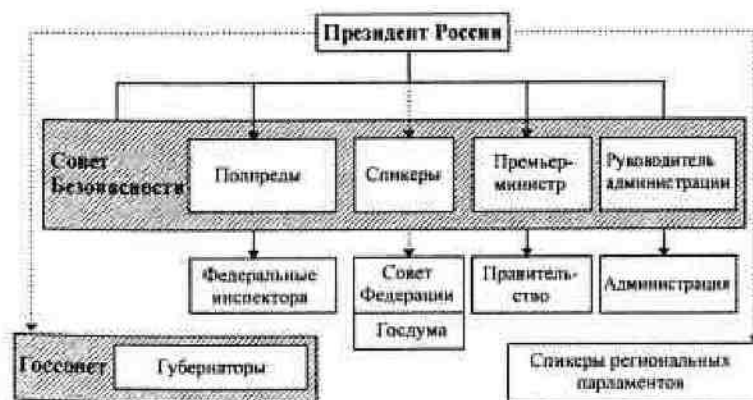 Президент России
Совет
Безопасности
Полпреды
Спикеры
Премьер-
министр
Руководитель
администрации
Федеральные
инспектора
Совет
Федерации
Госдума
Правитель-
ство
Администрация
Госсовет
Губернаторы
Спикеры региональных
парламентов